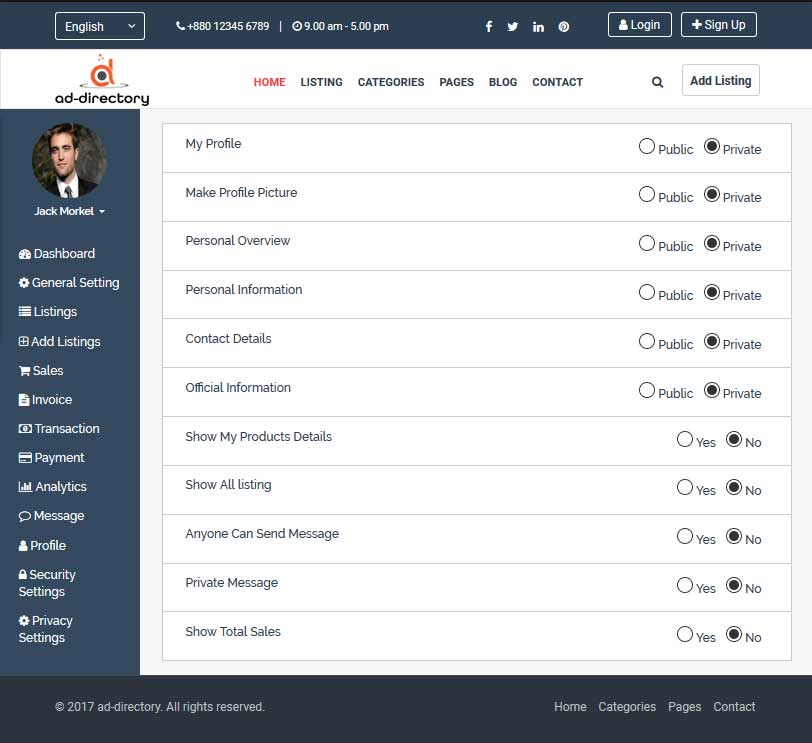 English +880 12345 6789 | 9.00 am - 5.00 pm Login Sign Up
ad-directory HOME LISTING CATEGORIES PAGES BLOG CONTACT Add Listing
Jack Morkel
Dashboard
General Setting
Listings
Add Listings
Sales
Invoice
Transaction
Payment
Analytics
Message
Profile
Security
Settings
Privacy
Settings
My Profile Public Private
Make Profile Picture Public Private
Personal Overview Public Private
Personal Information Public Private
Contact Details Public Private
Official Information Public Private
Show My Products Details Yes No
Show All listing Yes No
Anyone Can Send Message Yes No
Private Message Yes No
Show Total Sales Yes No
© 2017 ad-directory. All rights reserved. Home Categories Pages Contact